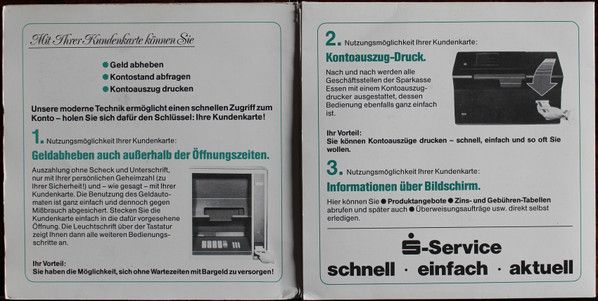 Mit Ihrer Kundenkarte können Sie
● Geld abheben
● Kontostand abfragen
● Kontoauszug drucken
Unsere moderne Technik ermöglicht einen schnellen Zugriff zum
Konto – holen Sie sich dafür den Schlüssel: Ihre Kundenkarte!
1. Nutzungsmöglichkeit Ihrer Kundenkarte:
Geldabheben auch außerhalb der Öffnungszeiten.
Auszahlung ohne Scheck und Unterschrift,
nur mit Ihrer persönlichen Geheimzahl (zu
Ihrer Sicherheit!) und – wie gesagt – mit Ihrer
Kundenkarte. Die Benutzung des Geldauto-
maten ist ganz einfach und dennoch gegen
Mißbrauch abgesichert. Stecken Sie die
Kundenkarte einfach in die dafür vorgesehene
Öffnung. Die Leuchtschrift über der Tastatur
zeigt Ihnen dann alle weiteren Bedienungs-
schritte an.
Ihr Vorteil:
Sie haben die Möglichkeit, sich ohne Wartezeiten mit Bargeld zu versorgen!
2. Nutzungsmöglichkeit Ihrer Kundenkarte:
Kontoauszug-Druck.
Nach und nach werden alle
Geschäftsstellen der Sparkasse
Essen mit einem Kontoauszug-
drucker ausgestattet, dessen
Bedienung ebenfalls ganz einfach
ist.
Ihr Vorteil:
Sie können Kontoauszüge drucken – schnell, einfach und so oft Sie
wollen.
3. Nutzungsmöglichkeit Ihrer Kundenkarte:
Informationen über Bildschirm.
Hier können Sie ● Produktangebote ● Zins- und Gebühren-Tabellen
abrufen und später auch ● Überweisungsaufträge usw. direkt selbst
erledigen.
S-Service
schnell · einfach · aktuell